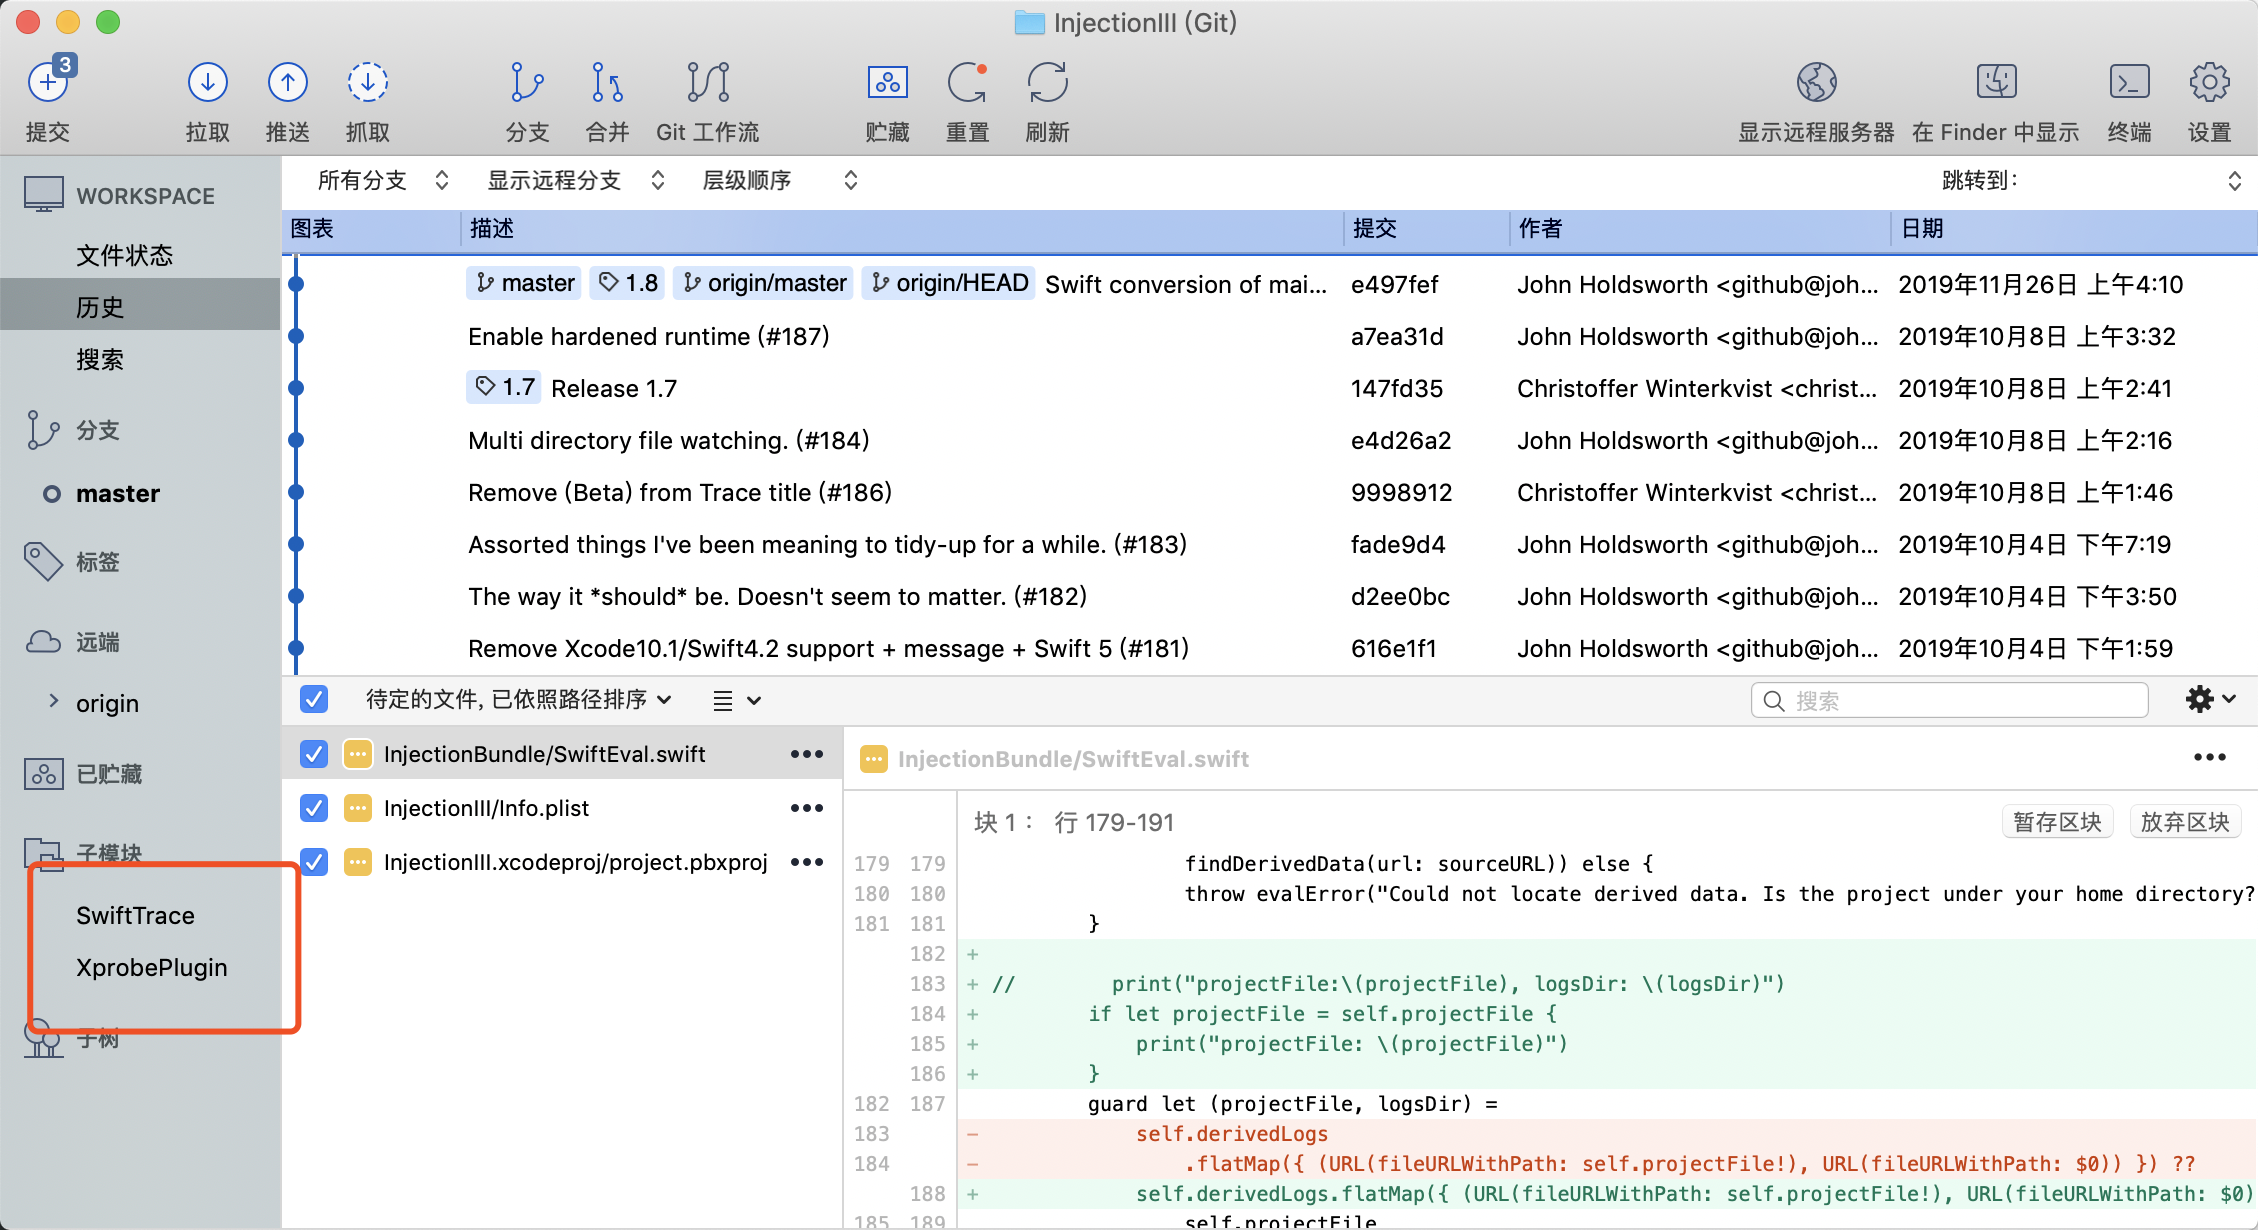 InjectionIII (Git)
3
提交 拉取 推送 抓取 分支 合并 Git 工作流 贮藏 重置 刷新 显示远程服务器 在 Finder 中显示 终端 设置
WORKSPACE
文件状态
历史
搜索
分支
master
标签
远端
origin
已贮藏
子模块
SwiftTrace
XprobePlugin
子树
所有分支 显示远程分支 层级顺序 跳转到:
图表 描述 提交 作者 日期
master 1.8 origin/master origin/HEAD Swift conversion of mai... e497fef John Holdsworth <github@joh... 2019年11月26日 上午4:10
Enable hardened runtime (#187) a7ea31d John Holdsworth <github@joh... 2019年10月8日 上午3:32
1.7 Release 1.7 147fd35 Christoffer Winterkvist <christ... 2019年10月8日 上午2:41
Multi directory file watching. (#184) e4d26a2 John Holdsworth <github@joh... 2019年10月8日 上午2:16
Remove (Beta) from Trace title (#186) 9998912 Christoffer Winterkvist <christ... 2019年10月8日 上午1:46
Assorted things I've been meaning to tidy-up for a while. (#183) fade9d4 John Holdsworth <github@joh... 2019年10月4日 下午7:19
The way it *should* be. Doesn't seem to matter. (#182) d2ee0bc John Holdsworth <github@joh... 2019年10月4日 下午3:50
Remove Xcode10.1/Swift4.2 support + message + Swift 5 (#181) 616e1f1 John Holdsworth <github@joh... 2019年10月4日 下午1:59
待定的文件, 已依照路径排序 搜索
InjectionBundle/SwiftEval.swift
InjectionIII/Info.plist
InjectionIII.xcodeproj/project.pbxproj
InjectionBundle/SwiftEval.swift
块 1： 行 179-191 暂存区块 放弃区块
179 179 findDerivedData(url: sourceURL)) else {
180 180 throw evalError("Could not locate derived data. Is the project under your home directory?
181 181 }
182 +
183 + // print("projectFile:\(projectFile), logsDir: \(logsDir)")
184 + if let projectFile = self.projectFile {
185 + print("projectFile: \(projectFile)")
186 + }
182 187 guard let (projectFile, logsDir) =
183 - self.derivedLogs
184 - .flatMap({ (URL(fileURLWithPath: self.projectFile!), URL(fileURLWithPath: $0)) }) ??
188 + self.derivedLogs.flatMap({ (URL(fileURLWithPath: self.projectFile!), URL(fileURLWithPath: $0)
185 189 self.projectFile